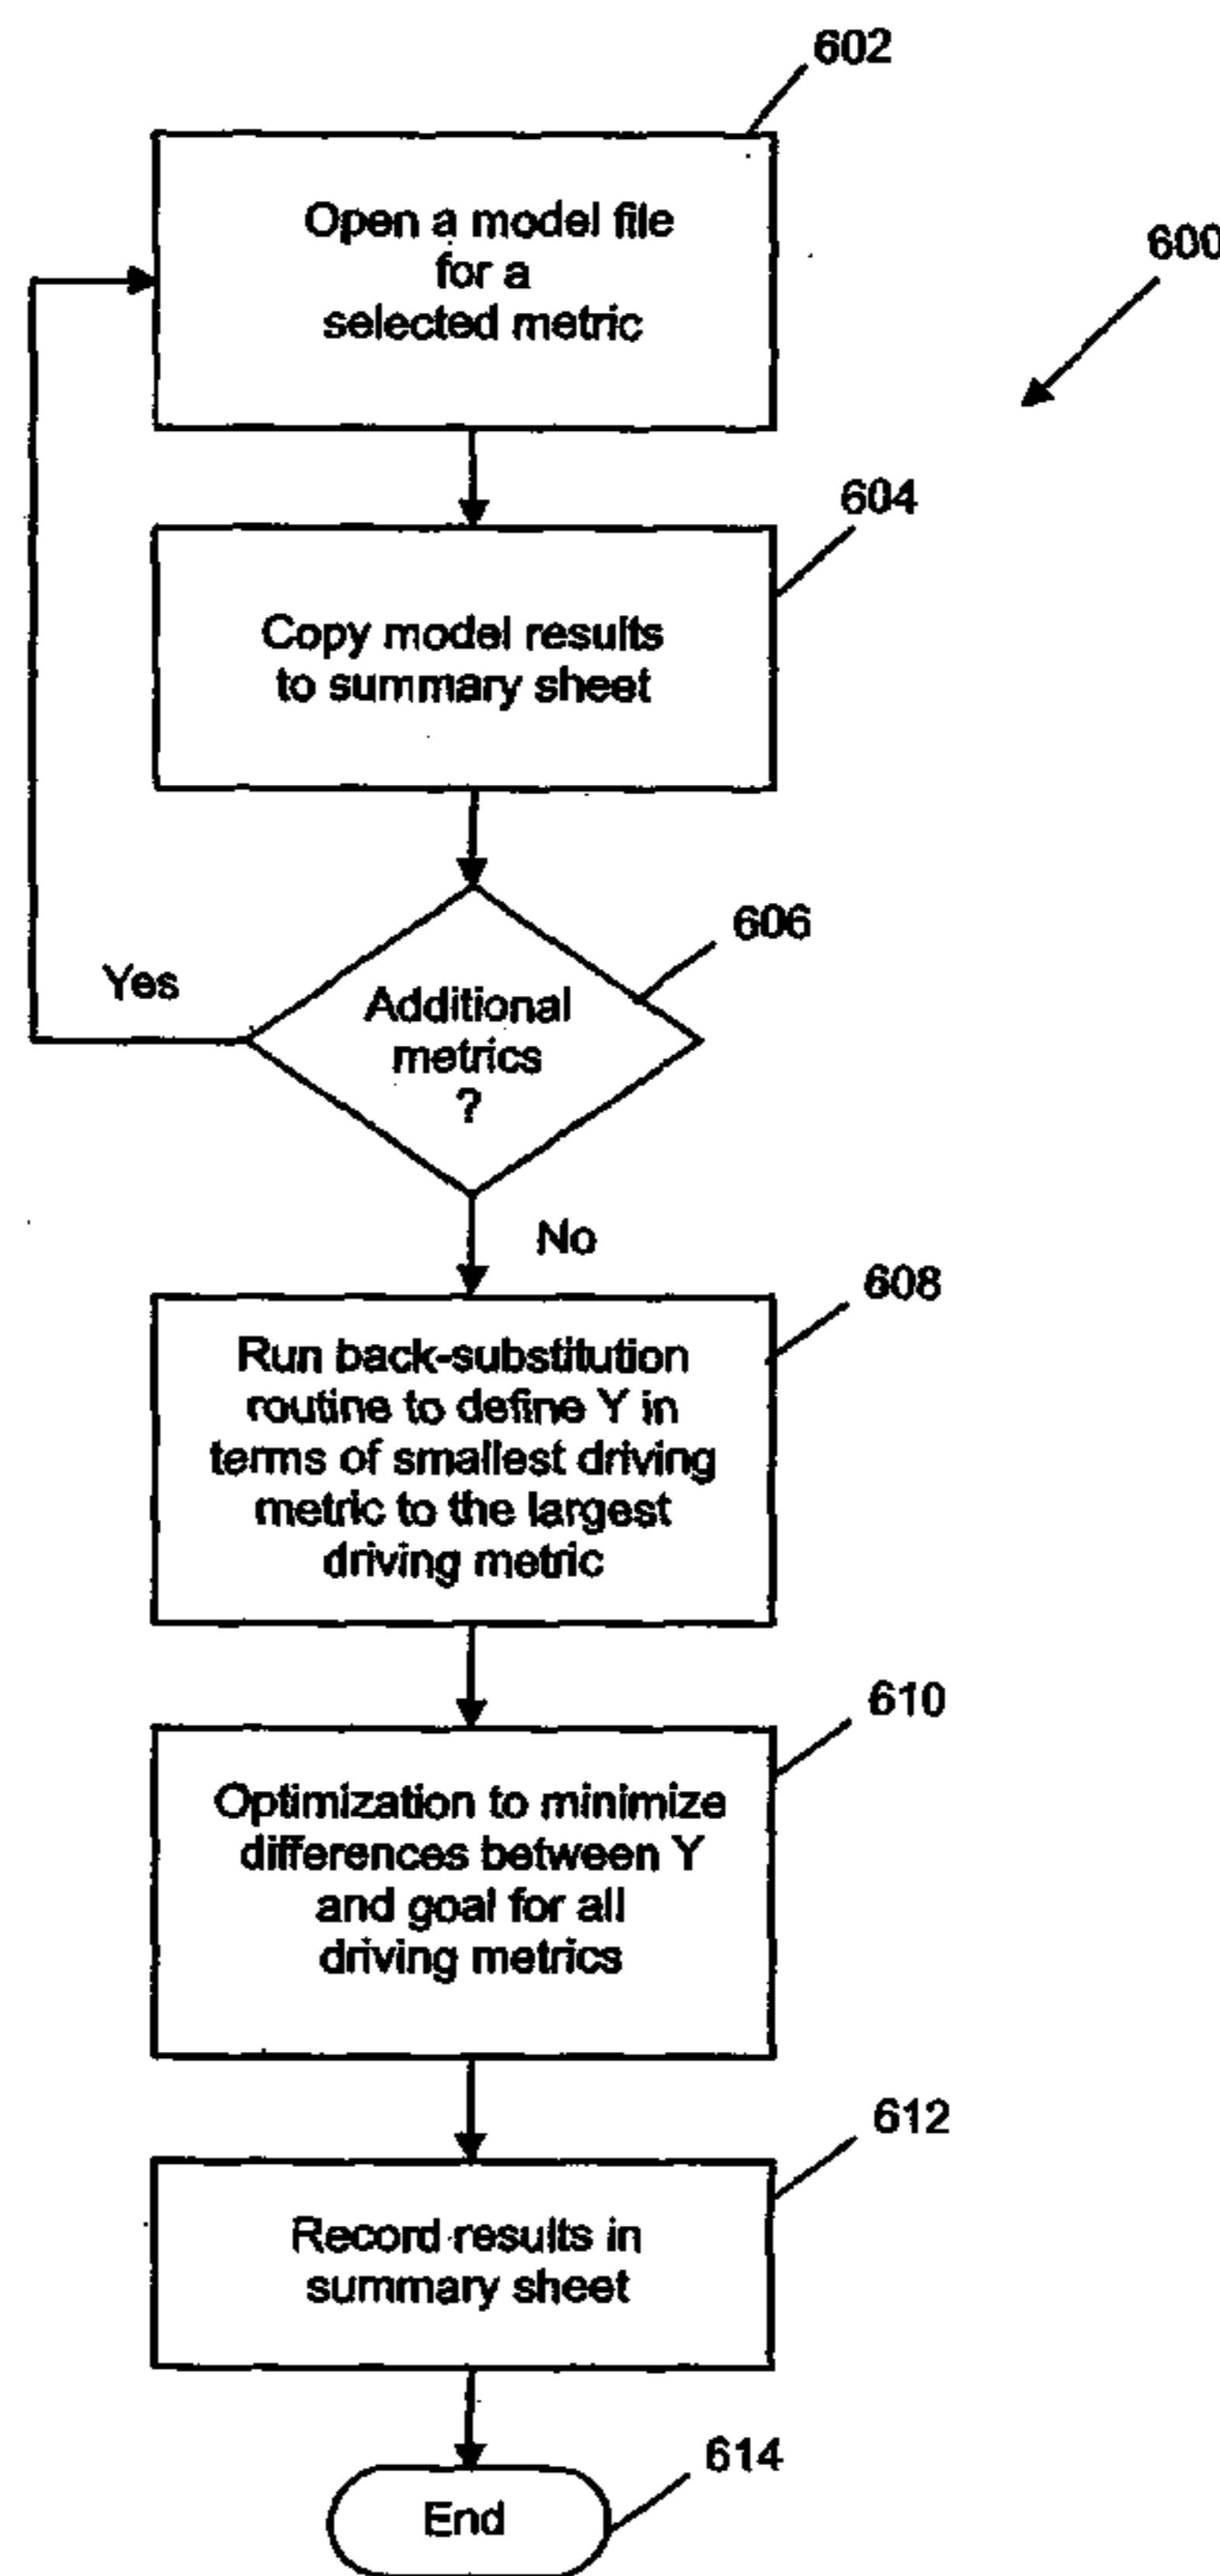 602
Open a model file
for a
selected metric
600
604
Copy model results
to summary sheet
606
Yes
Additional
metrics
?
No
608
Run back-substitution
routine to define Y in
terms of smallest driving
metric to the largest
driving metric
610
Optimization to minimize
differences between Y
and goal for all
driving metrics
612
Record results in
summary sheet
614
End